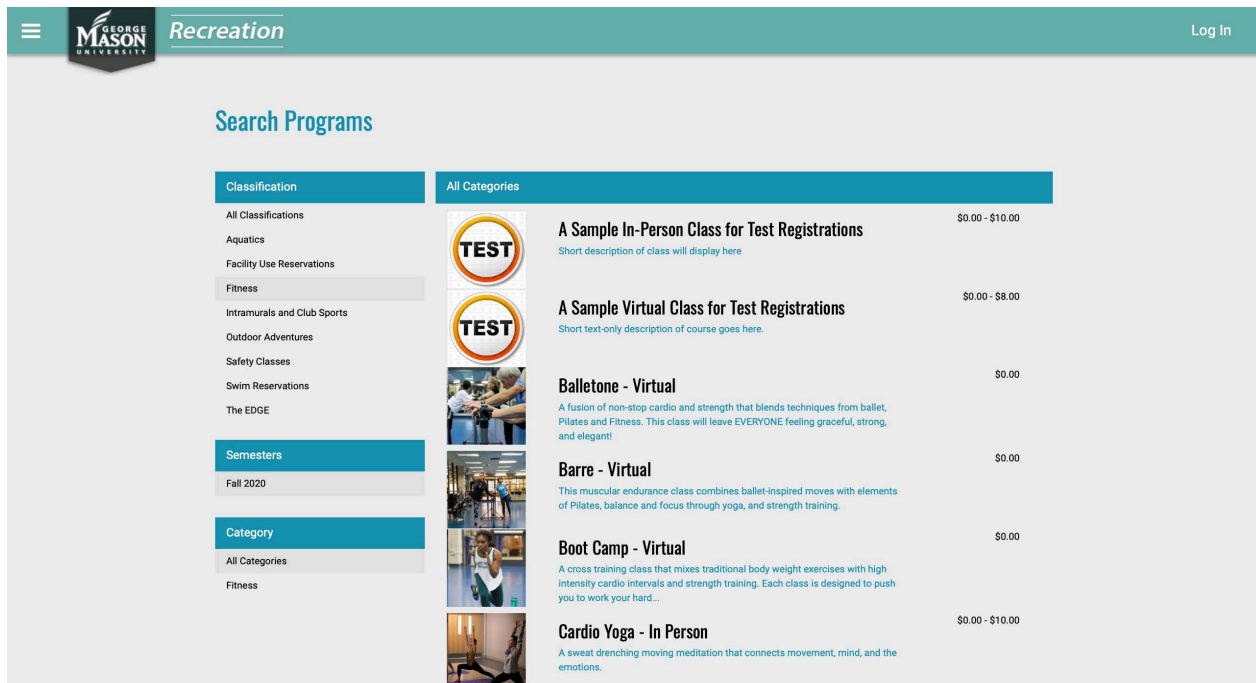 GEORGE
MASON
UNIVERSITY
Recreation
Log In
Search Programs
Classification
All Classifications
Aquatics
Facility Use Reservations
Fitness
Intramurals and Club Sports
Outdoor Adventures
Safety Classes
Swim Reservations
The EDGE
Semesters
Fall 2020
Category
All Categories
Fitness
All Categories
TEST
A Sample In-Person Class for Test Registrations
$0.00 - $10.00
Short description of class will display here
TEST
A Sample Virtual Class for Test Registrations
$0.00 - $8.00
Short text-only description of course goes here.
Balletone - Virtual
$0.00
A fusion of non-stop cardio and strength that blends techniques from ballet,
Pilates and Fitness. This class will leave EVERYONE feeling graceful, strong,
and elegant!
Barre - Virtual
$0.00
This muscular endurance class combines ballet-inspired moves with elements
of Pilates, balance and focus through yoga, and strength training.
Boot Camp - Virtual
$0.00
A cross training class that mixes traditional body weight exercises with high
intensity cardio intervals and strength training. Each class is designed to push
you to work your hard...
Cardio Yoga - In Person
$0.00 - $10.00
A sweat drenching moving meditation that connects movement, mind, and the
emotions.